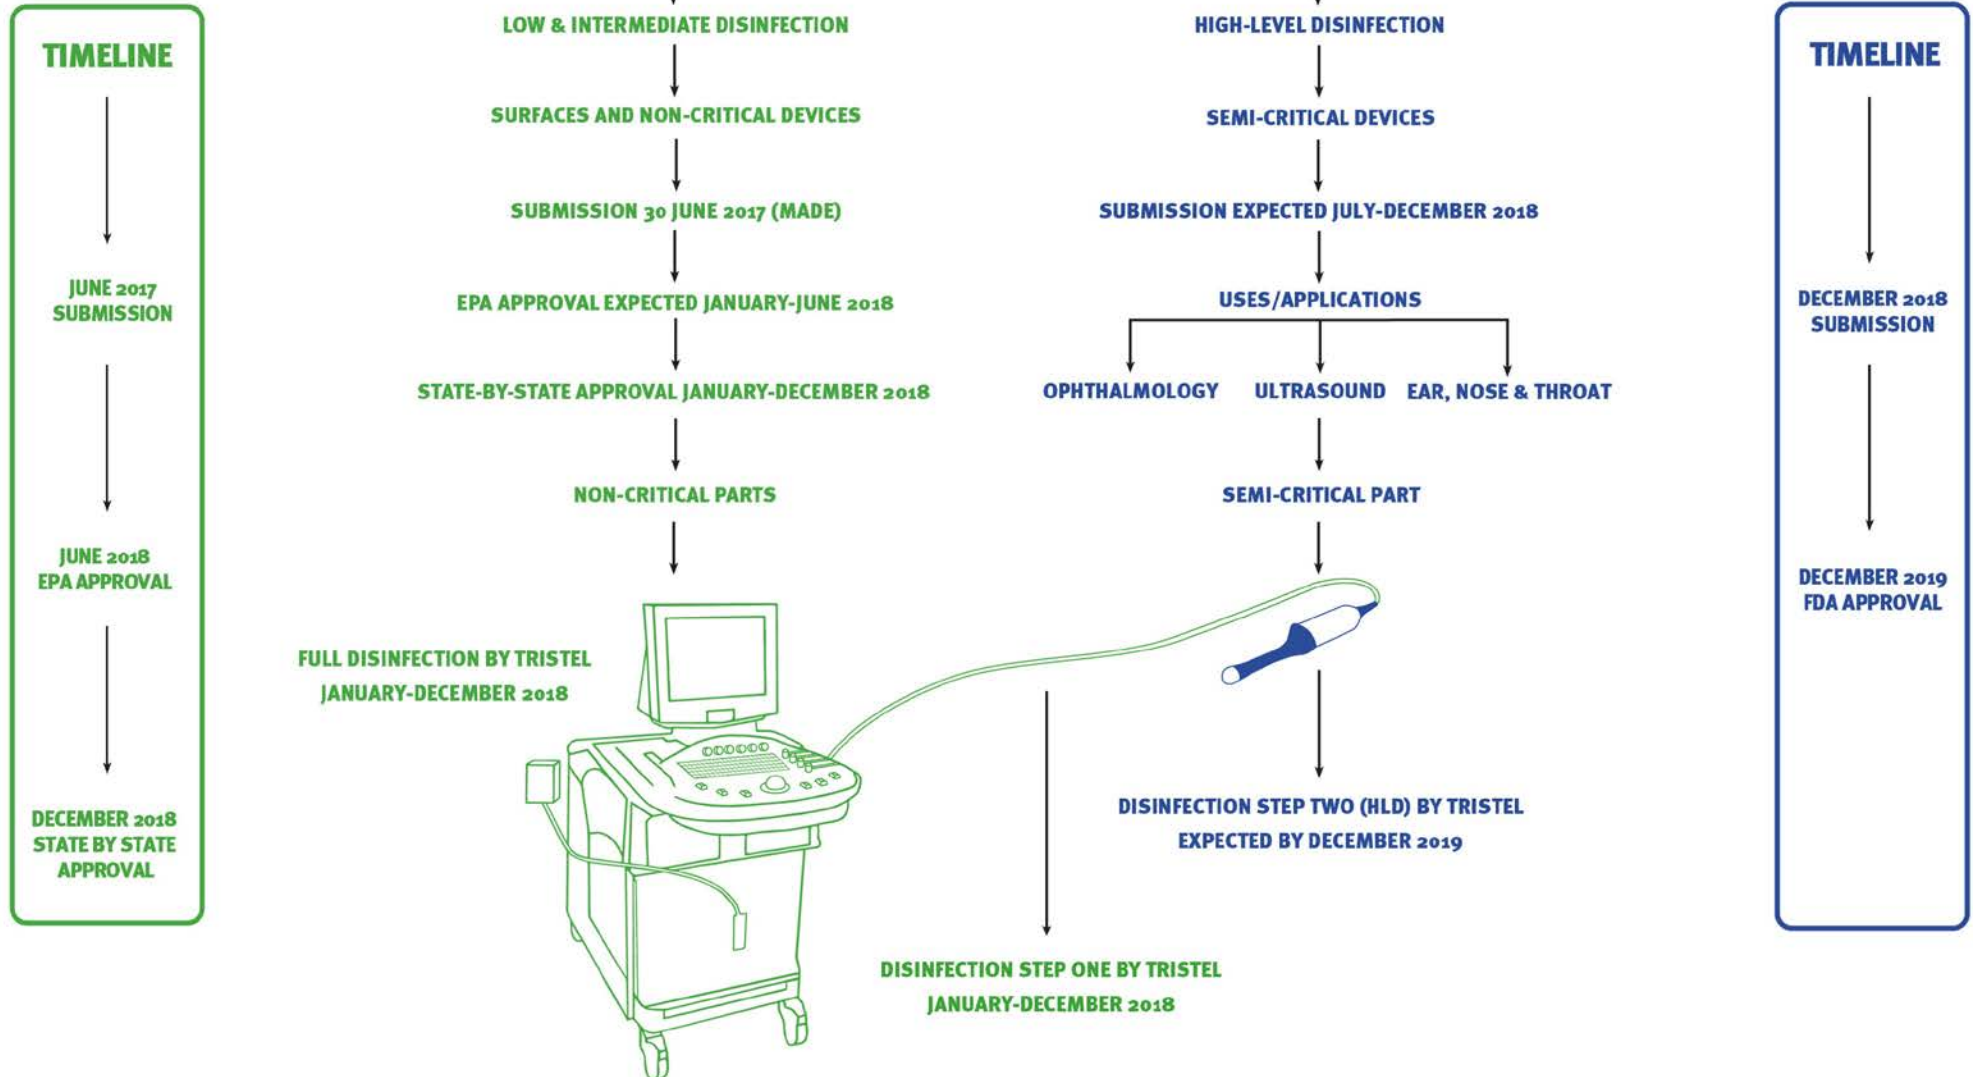 TIMELINE
JUNE 2017
SUBMISSION
JUNE 2018
EPA APPROVAL
DECEMBER 2018
STATE BY STATE
APPROVAL
LOW & INTERMEDIATE DISINFECTION
SURFACES AND NON-CRITICAL DEVICES
SUBMISSION 30 JUNE 2017 (MADE)
EPA APPROVAL EXPECTED JANUARY-JUNE 2018
STATE-BY-STATE APPROVAL JANUARY-DECEMBER 2018
NON-CRITICAL PARTS
FULL DISINFECTION BY TRISTEL
JANUARY-DECEMBER 2018
DISINFECTION STEP ONE BY TRISTEL
JANUARY-DECEMBER 2018
HIGH-LEVEL DISINFECTION
SEMI-CRITICAL DEVICES
SUBMISSION EXPECTED JULY-DECEMBER 2018
USES/APPLICATIONS
OPHTHALMOLOGY
ULTRASOUND
EAR, NOSE & THROAT
SEMI-CRITICAL PART
DISINFECTION STEP TWO (HLD) BY TRISTEL
EXPECTED BY DECEMBER 2019
TIMELINE
DECEMBER 2018
SUBMISSION
DECEMBER 2019
FDA APPROVAL